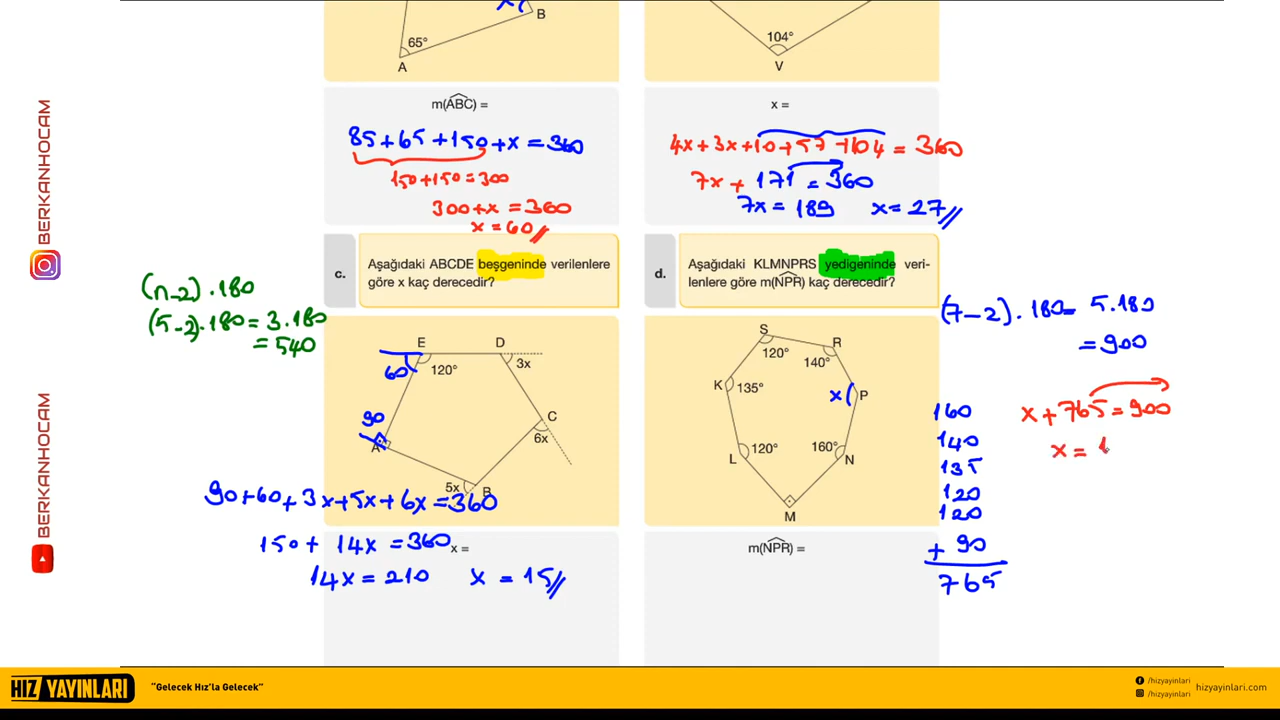 x
B
65°
A
104°
V
m(ABC) =
85+65+150+x=360
150+150=300
300+x=360
x=60//
x =
4x+3x+10+57+104=360
7x+171=360
7x=189 x=27//
c.
Aşağıdaki ABCDE beşgeninde verilenlere
göre x kaç derecedir?
d.
Aşağıdaki KLMNPRS yedigeninde veri-
lenlere göre m(NPR) kaç derecedir?
(n-2).180
(5-2).180=3.180
=540
E
D
60
120°
3x
90
A
C
6x
5x
B
90+60+3x+5x+6x=360
150+14x=360
x =
14x=210 x=15//
S
R
120°
140°
K
135°
x
P
L
120°
160°
N
M
m(NPR) =
(7-2).180= 5.180
=900
160
140
135
120
120
+ 90
765
x+765=900
x= 1
BERKANHOCAM
BERKANHOCAM
HIZ YAYINLARI
"Gelecek Hız'la Gelecek"
/hizyayinlari
/hizyayinlari
hizyayinlari.com